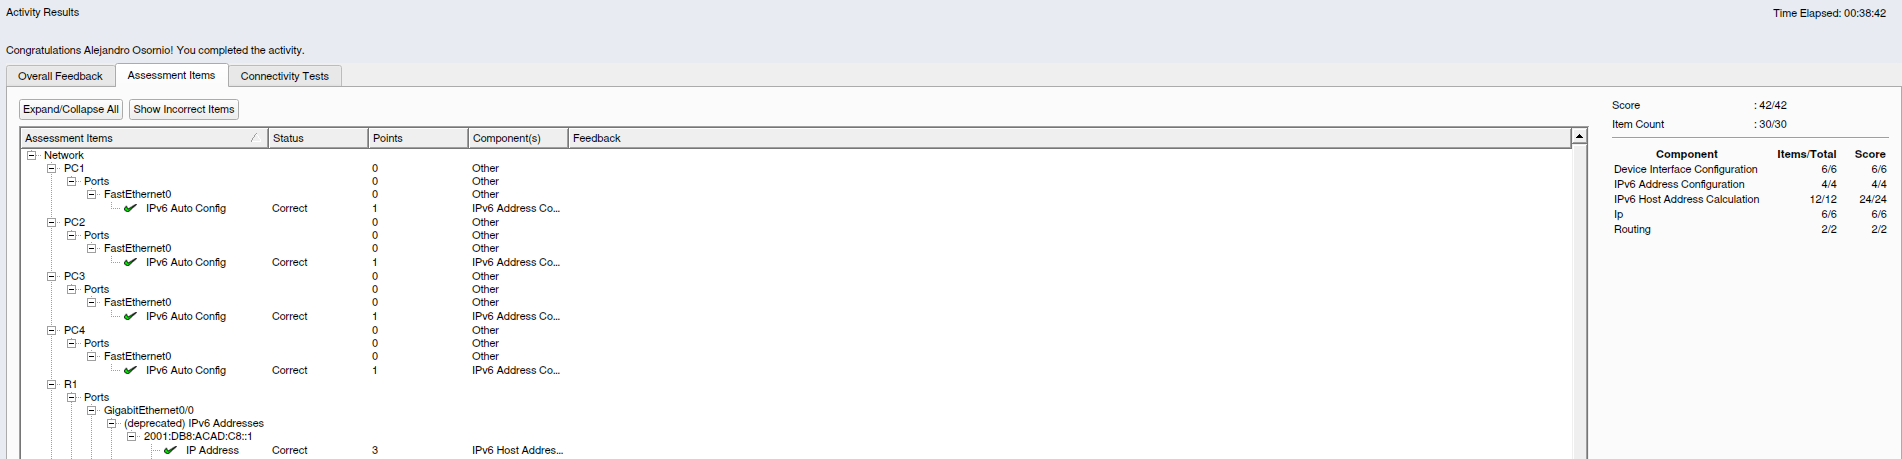 Activity Results
Time Elapsed: 00:38:42
Congratulations Alejandro Osornio! You completed the activity.
Overall Feedback Assessment Items Connectivity Tests
Expand/Collapse All Show Incorrect Items
Assessment Items Status Points Component(s) Feedback
Network
PC1 0 Other
Ports 0 Other
FastEthernet0 0 Other
IPv6 Auto Config Correct 1 IPv6 Address Co...
PC2 0 Other
Ports 0 Other
FastEthernet0 0 Other
IPv6 Auto Config Correct 1 IPv6 Address Co...
PC3 0 Other
Ports 0 Other
FastEthernet0 0 Other
IPv6 Auto Config Correct 1 IPv6 Address Co...
PC4 0 Other
Ports 0 Other
FastEthernet0 0 Other
IPv6 Auto Config Correct 1 IPv6 Address Co...
R1
Ports
GigabitEthernet0/0
(deprecated) IPv6 Addresses
2001:DB8:ACAD:C8::1
IP Address Correct 3 IPv6 Host Addres...
Score : 42/42
Item Count : 30/30
Component Items/Total Score
Device Interface Configuration 6/6 6/6
IPv6 Address Configuration 4/4 4/4
IPv6 Host Address Calculation 12/12 24/24
Ip 6/6 6/6
Routing 2/2 2/2